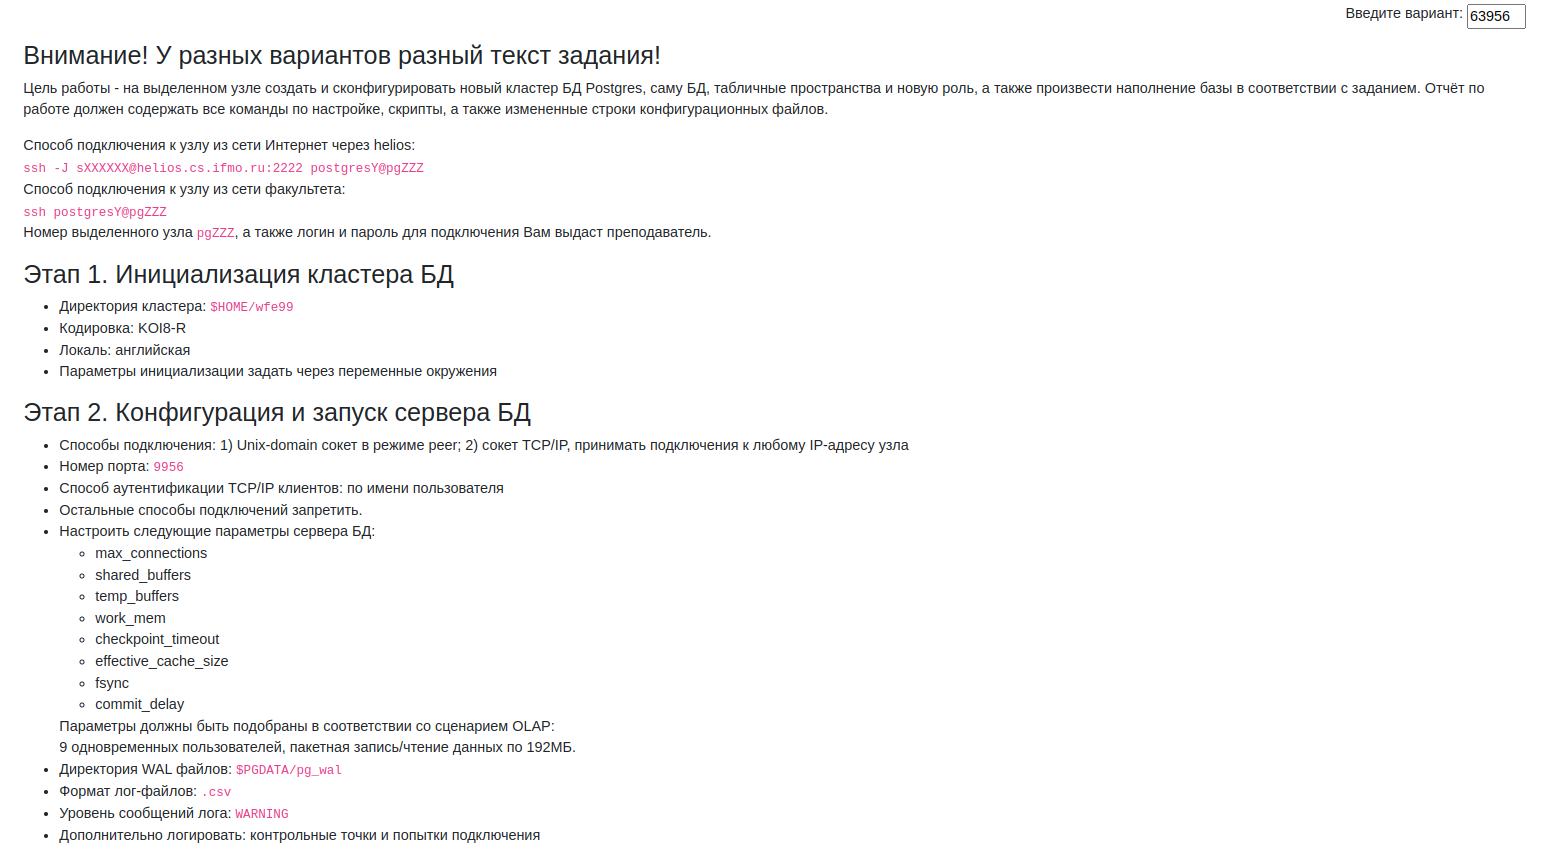 Введите вариант: 63956
Внимание! У разных вариантов разный текст задания!
Цель работы - на выделенном узле создать и сконфигурировать новый кластер БД Postgres, саму БД, табличные пространства и новую роль, а также произвести наполнение базы в соответствии с заданием. Отчёт по
работе должен содержать все команды по настройке, скрипты, а также измененные строки конфигурационных файлов.
Способ подключения к узлу из сети Интернет через helios:
ssh -J sXXXXXX@helios.cs.ifmo.ru:2222 postgresY@pgZZZ
Способ подключения к узлу из сети факультета:
ssh postgresY@pgZZZ
Номер выделенного узла pgZZZ, а также логин и пароль для подключения Вам выдаст преподаватель.
Этап 1. Инициализация кластера БД
• Директория кластера: $HOME/wfe99
• Кодировка: KOI8-R
• Локаль: английская
• Параметры инициализации задать через переменные окружения
Этап 2. Конфигурация и запуск сервера БД
• Способы подключения: 1) Unix-domain сокет в режиме peer; 2) сокет TCP/IP, принимать подключения к любому IP-адресу узла
• Номер порта: 9956
• Способ аутентификации TCP/IP клиентов: по имени пользователя
• Остальные способы подключений запретить.
• Настроить следующие параметры сервера БД:
◦ max_connections
◦ shared_buffers
◦ temp_buffers
◦ work_mem
◦ checkpoint_timeout
◦ effective_cache_size
◦ fsync
◦ commit_delay
Параметры должны быть подобраны в соответствии со сценарием OLAP:
9 одновременных пользователей, пакетная запись/чтение данных по 192МБ.
• Директория WAL файлов: $PGDATA/pg_wal
• Формат лог-файлов: .csv
• Уровень сообщений лога: WARNING
• Дополнительно логировать: контрольные точки и попытки подключения